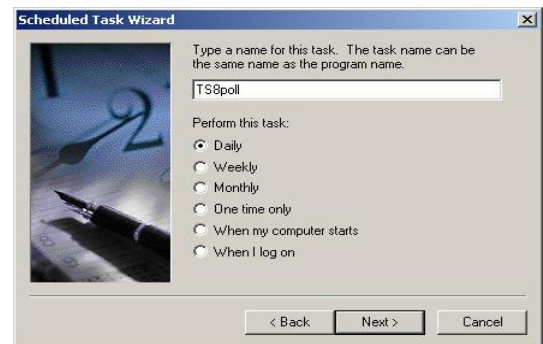 Scheduled Task Wizard
Type a name for this task. The task name can be
the same name as the program name.
TS8poll
Perform this task:
Daily
Weekly
Monthly
One time only
When my computer starts
When I log on
< Back
Next >
Cancel